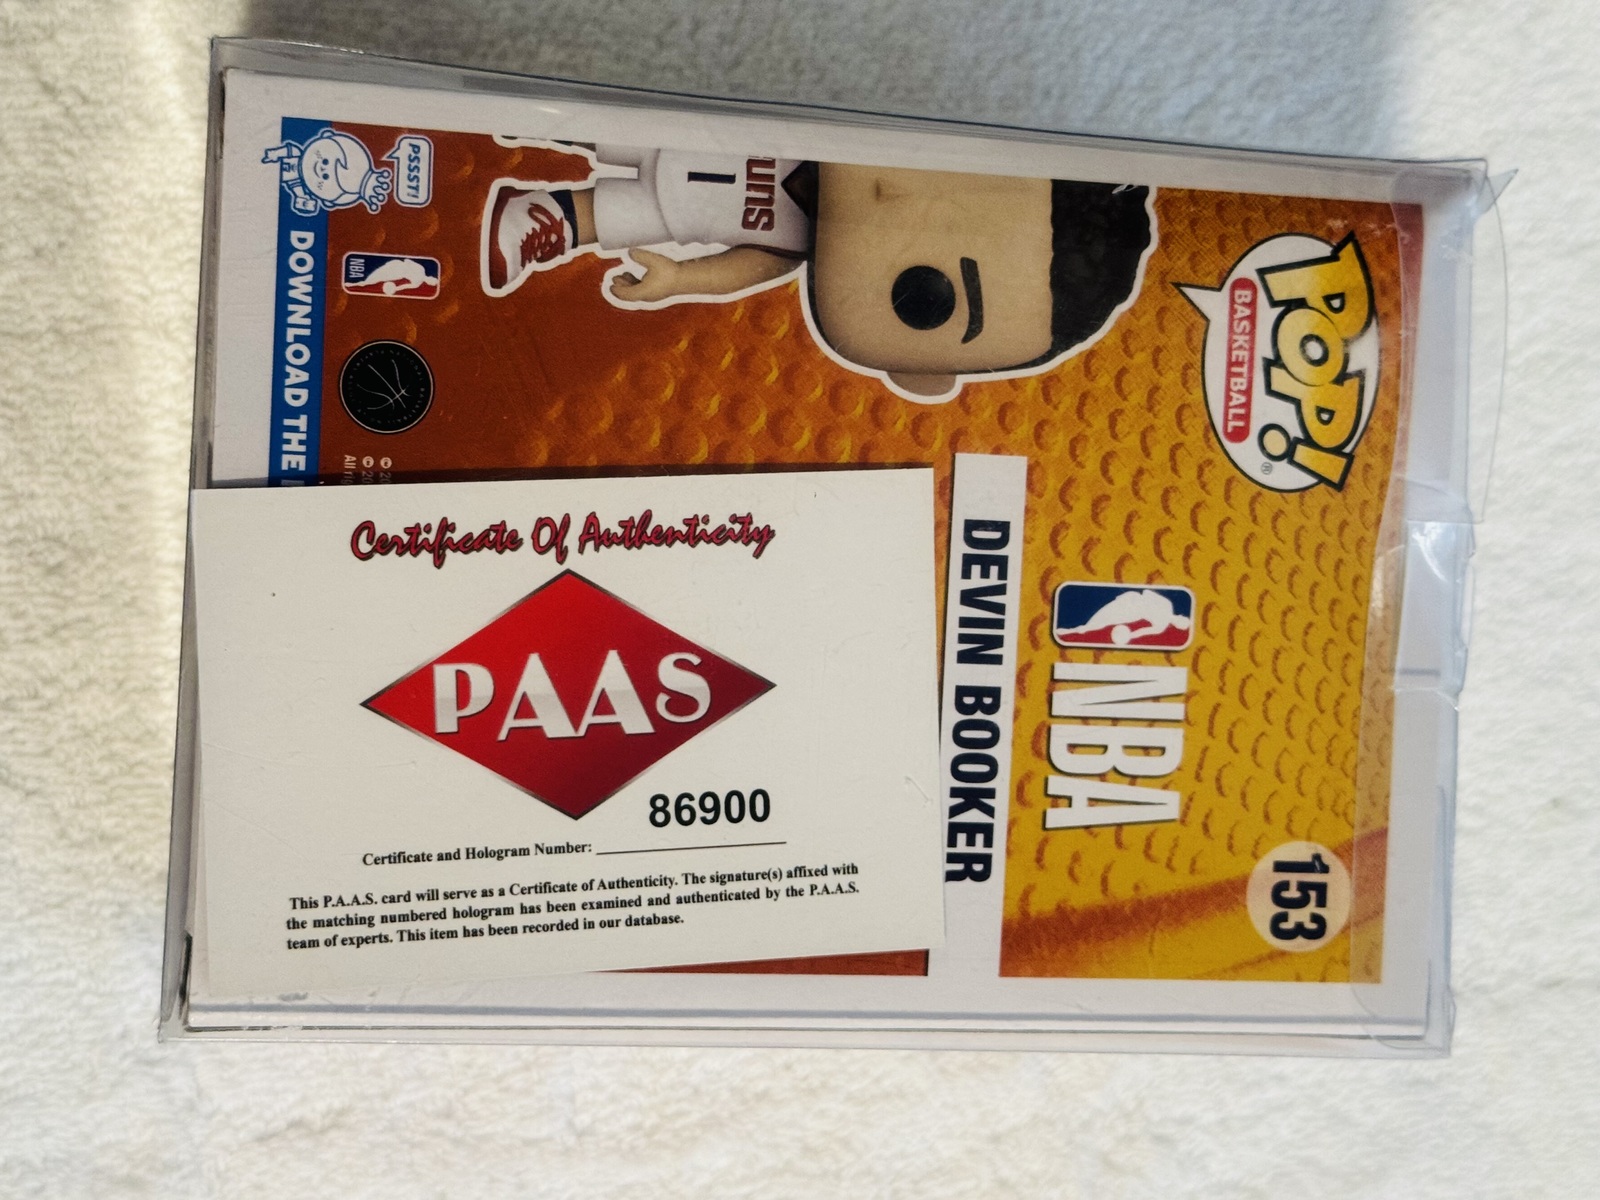 POP!
BASKETBALL
®
153
NBA
DEVIN BOOKER
1
PSSST!
NBA
DOWNLOAD THE
Certificate Of Authenticity
PAAS
86900
Certificate and Hologram Number:
This P.A.A.S. card will serve as a Certificate of Authenticity. The signature(s) affixed with
the matching numbered hologram has been examined and authenticated by the P.A.A.S.
team of experts. This item has been recorded in our database.